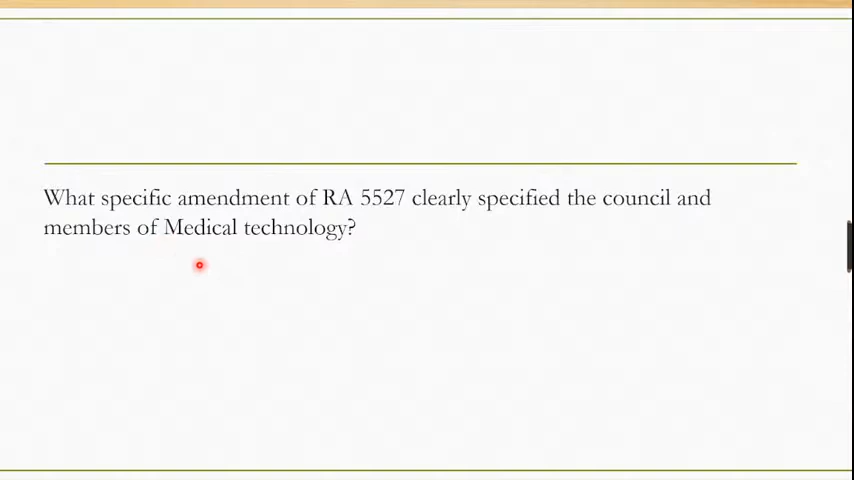 What specific amendment of RA 5527 clearly specified the council and
members of Medical technology?